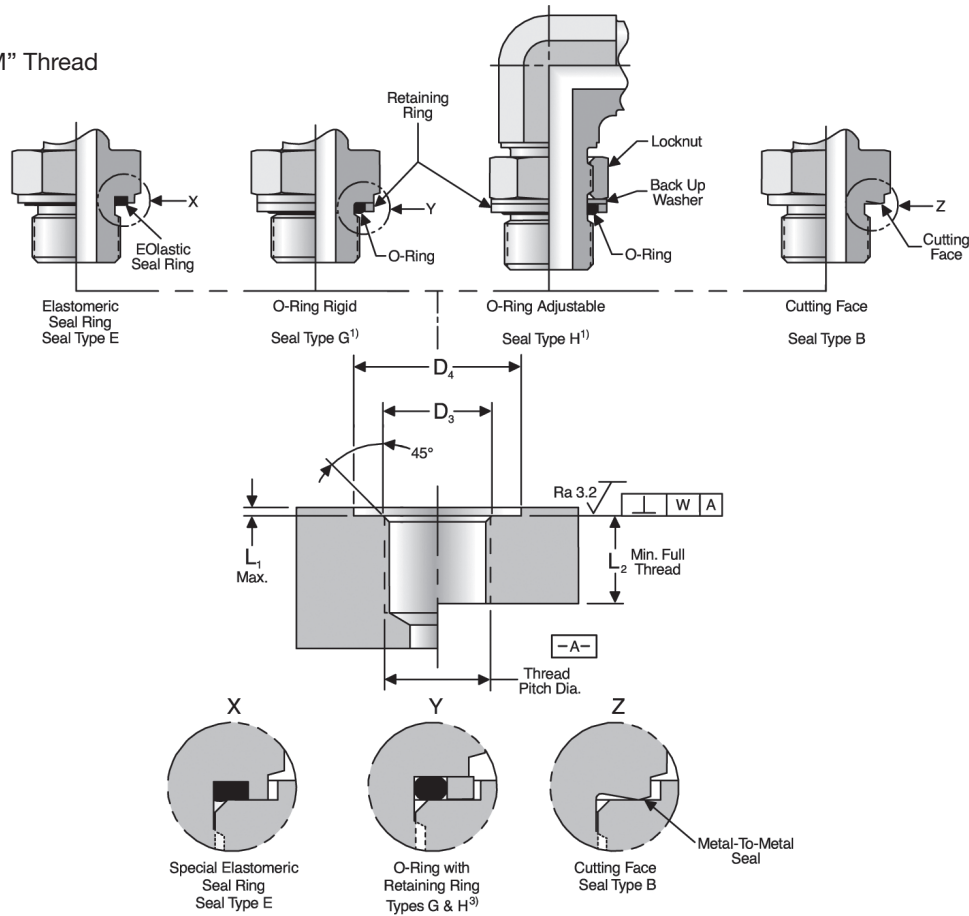 M” Thread
Retaining
Ring
Locknut
Back Up
Washer
X
Y
Z
EOlastic
Seal Ring
O-Ring
O-Ring
Cutting
Face
Elastomeric
Seal Ring
Seal Type E
O-Ring Rigid
Seal Type G1)
O-Ring Adjustable
Seal Type H1)
Cutting Face
Seal Type B
D4
D3
45°
Ra 3.2
⊥ W A
L1
Max.
L2
Min. Full
Thread
-A-
Thread
Pitch Dia.
X
Y
Z
Metal-To-Metal
Seal
Special Elastomeric
Seal Ring
Seal Type E
O-Ring with
Retaining Ring
Types G & H3)
Cutting Face
Seal Type B